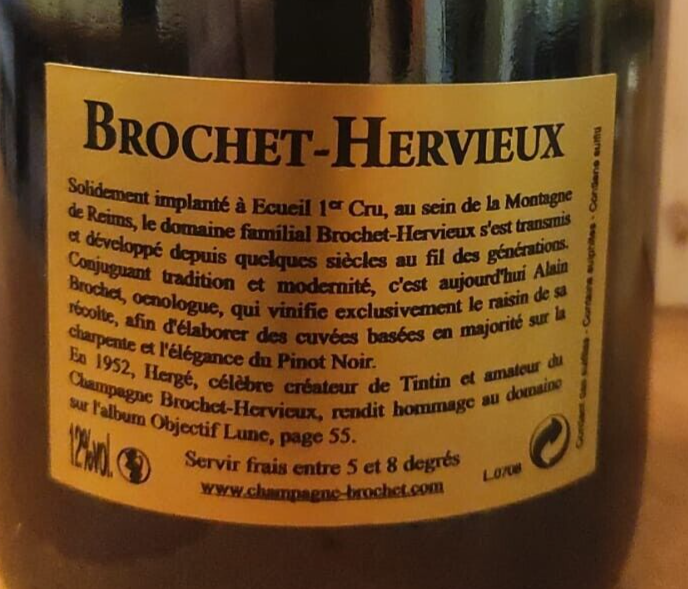 BROCHET-HERVIEUX
Solidement implanté à Ecueil 1er Cru, au sein de la Montagne
de Reims, le domaine familial Brochet-Hervieux s'est transmis
et développé depuis quelques siècles au fil des générations.
Conjuguant tradition et modernité, c'est aujourd'hui Alain
Brochet, oenologue, qui vinifie exclusivement le raisin de sa
récolte, afin d'élaborer des cuvées basées en majorité sur la
charpente et l'élégance du Pinot Noir.
En 1952, Hergé, célèbre créateur de Tintin et amateur du
Champagne Brochet-Hervieux, rendit hommage au domaine
sur l'album Objectif Lune, page 55.
12%vol.
Servir frais entre 5 et 8 degrés
www.champagne-brochet.com
L.0708
Contient des sulfites - Contains sulphites - Contiene sulfiti